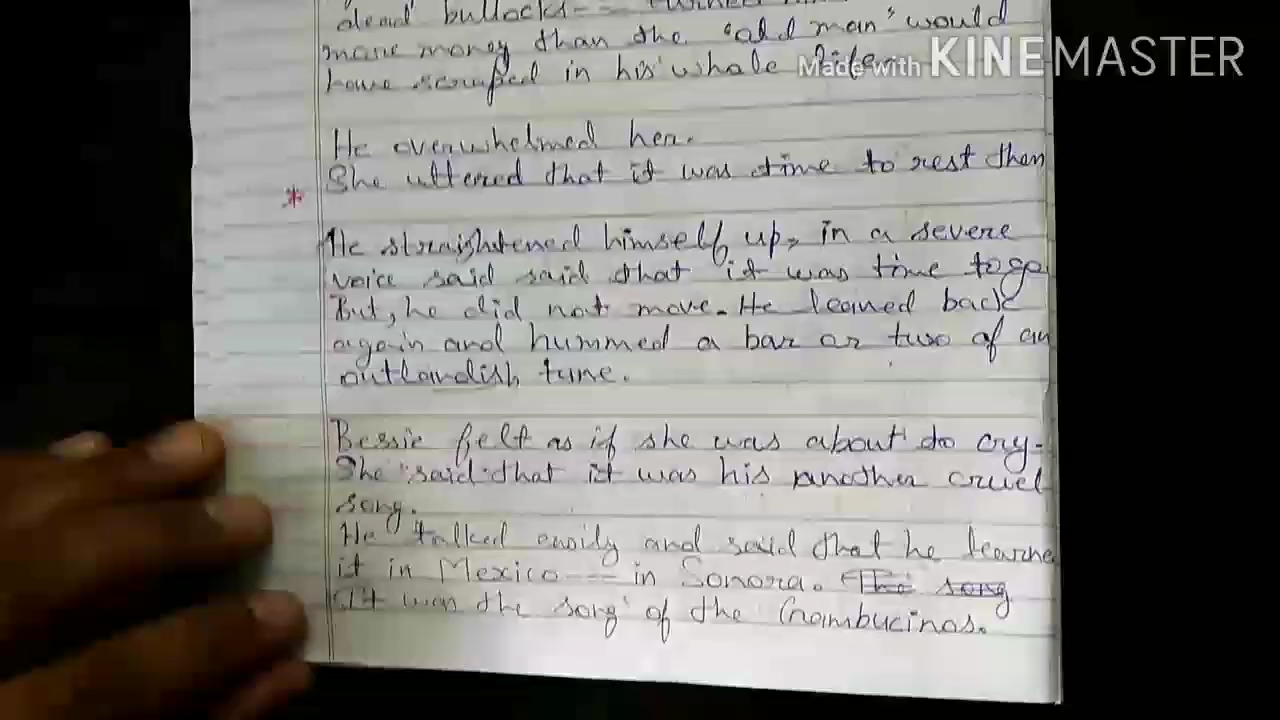 dead bullocks
more money than the "old man" would
have scraped in his whole life.
Made with KINEMASTER
He overwhelmed her.
She uttered that it was time to rest then
*
He straightened himself up, in a severe
voice said said that it was time to go
But, he did not move. He leaned back
again and hummed a bar or two of an
outlandish tune.
Bessie felt as if she was about to cry.
She said that it was his another cruel
song.
He talked easily and said that he learne
it in Mexico --- in Sonora. The song
It was the song of the Gambucinos.